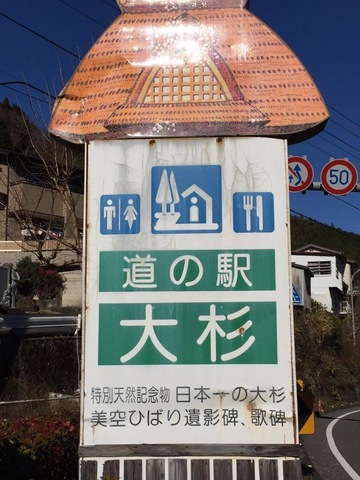 道の駅
大杉
特別天然記念物 日本一の大杉
美空ひばり遺影碑、歌碑
50